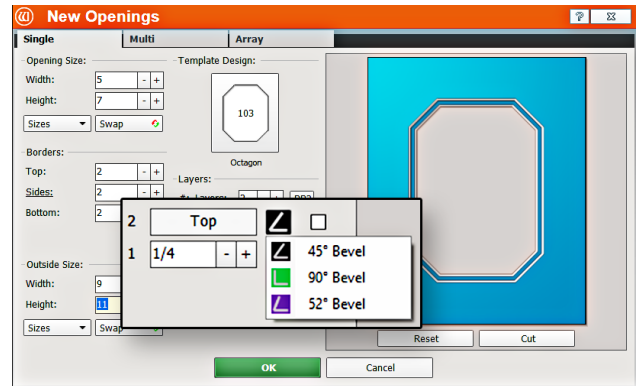 New Openings
? 
Single Multi Array
Opening Size: Template Design:
Width: 5 - +
Height: 7 - +
Sizes Swap
103
Octagon
Borders:
Top: 2 - +
Sides: 2 - +
Bottom: 2
Layers:
2 Top
1 1/4 - +
45° Bevel
90° Bevel
52° Bevel
Outside Size:
Width: 9
Height: 11
Sizes Swap
Reset Cut
OK Cancel